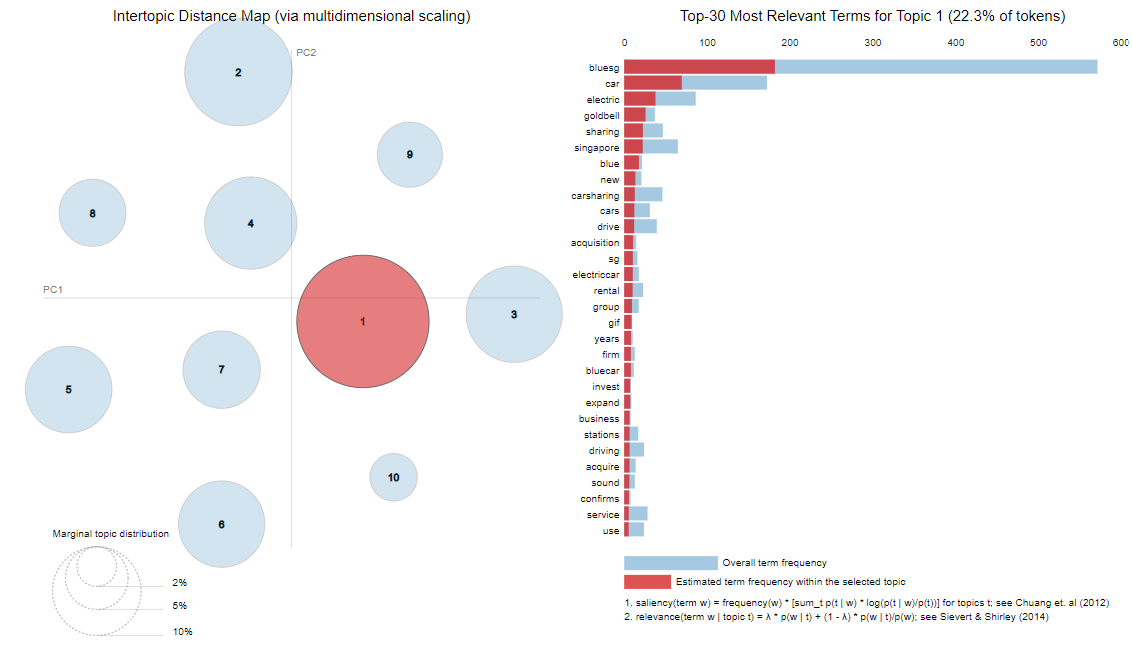 Intertopic Distance Map (via multidimensional scaling)
PC2
2
9
8
4
PC1
1
3
7
5
10
6
Marginal topic distribution
2%
5%
10%
Top-30 Most Relevant Terms for Topic 1 (22.3% of tokens)
0 100 200 300 400 500 600
bluesg
car
electric
goldbell
sharing
singapore
blue
new
carsharing
cars
drive
acquisition
sg
electriccar
rental
group
gif
years
firm
bluecar
invest
expand
business
stations
driving
acquire
sound
confirms
service
use
Overall term frequency
Estimated term frequency within the selected topic
1. saliency(term w) = frequency(w) * [sum_t p(t | w) * log(p(t | w)/p(t))] for topics t; see Chuang et. al (2012)
2. relevance(term w | topic t) = λ * p(w | t) + (1 - λ) * p(w | t)/p(w); see Sievert & Shirley (2014)